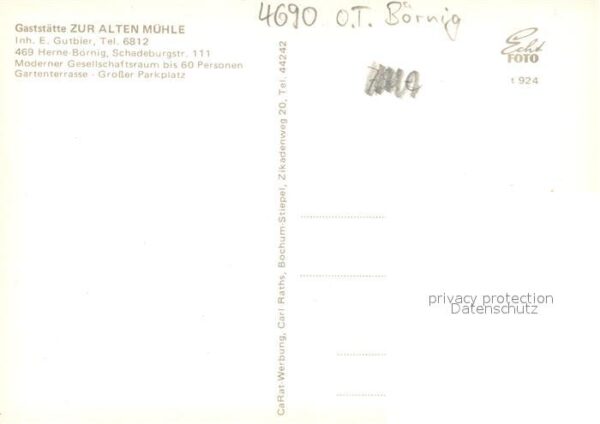 4690 O.T. Börnig
Gaststätte ZUR ALTEN MÜHLE
Inh. E. Gutbier, Tel. 6812
469 Herne-Börnig, Schadeburgstr. 111
Moderner Gesellschaftsraum bis 60 Personen
Gartenterrasse - Großer Parkplatz
Echt
FOTO
t 924
CaRat-Werbung, Carl Raths, Bochum-Stiepel, Zikadenweg 20, Tel. 44242
privacy protection
Datenschutz